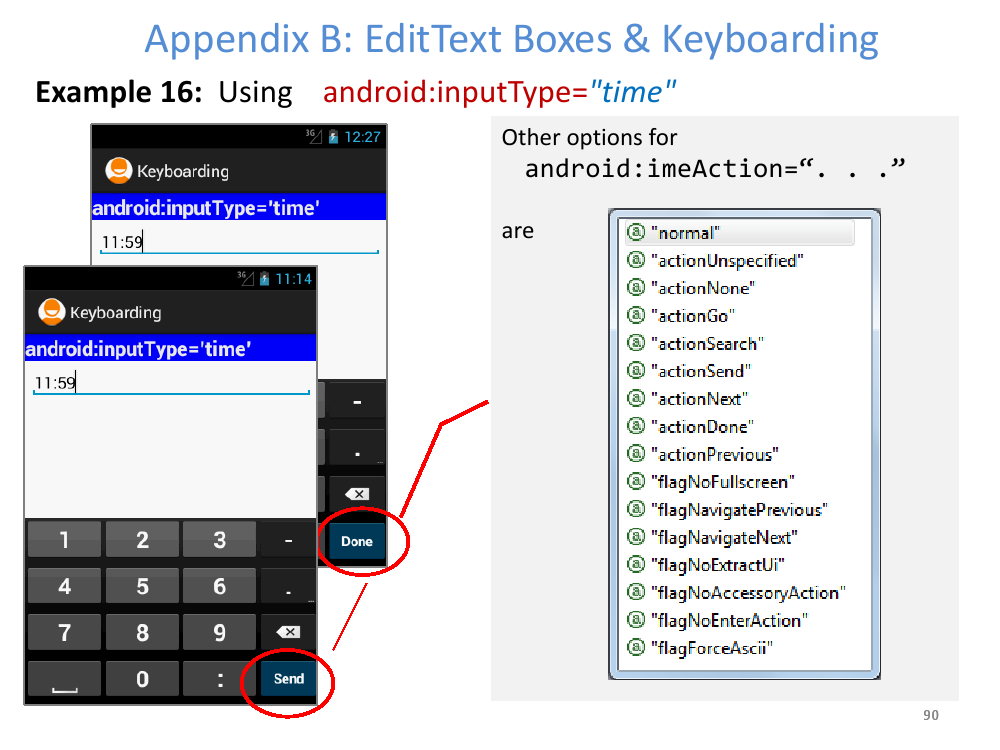 Appendix B: EditText Boxes & Keyboarding
Example 16: Using android:inputType="time"
3G 12:27
Keyboarding
android:inputType='time'
11:59
-
.
Done
3G 11:14
Keyboarding
android:inputType='time'
11:59
1 2 3 -
4 5 6 .
7 8 9
0 : Send
Other options for
android:imeAction=“. . .”
are
"normal"
"actionUnspecified"
"actionNone"
"actionGo"
"actionSearch"
"actionSend"
"actionNext"
"actionDone"
"actionPrevious"
"flagNoFullscreen"
"flagNavigatePrevious"
"flagNavigateNext"
"flagNoExtractUi"
"flagNoAccessoryAction"
"flagNoEnterAction"
"flagForceAscii"
90